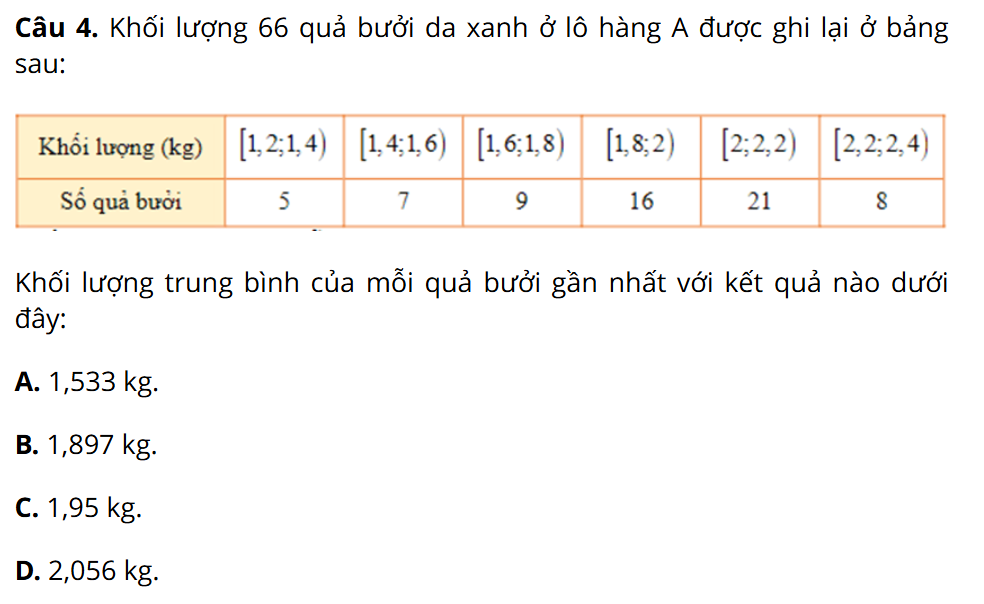 Câu 4. Khối lượng 66 quả bưởi da xanh ở lô hàng A được ghi lại ở bảng
sau:
Khối lượng (kg) [1,2;1,4) [1,4;1,6) [1,6;1,8) [1,8;2) [2;2,2) [2,2;2,4)
Số quả bưởi 5 7 9 16 21 8
Khối lượng trung bình của mỗi quả bưởi gần nhất với kết quả nào dưới
đây:
A. 1,533 kg.
B. 1,897 kg.
C. 1,95 kg.
D. 2,056 kg.